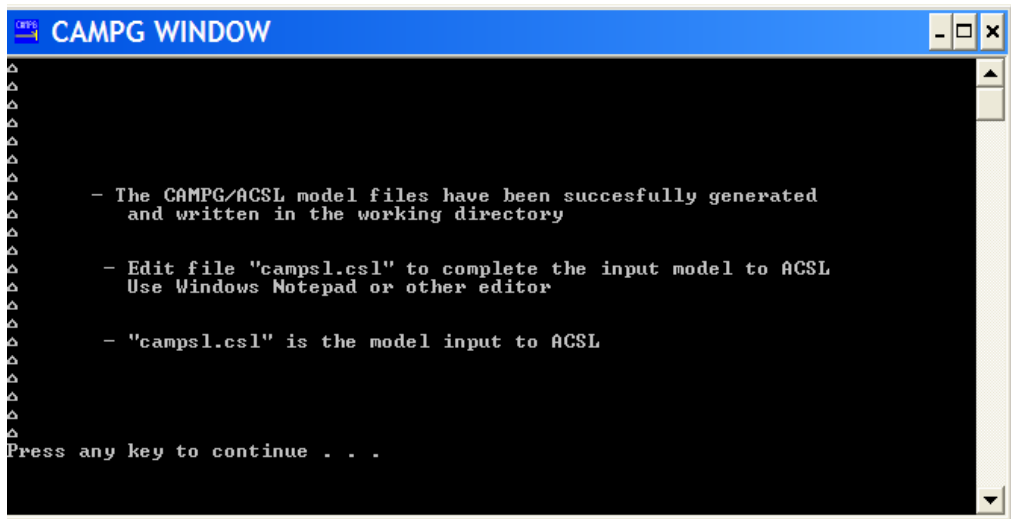 CAMPG WINDOW
- The CAMPG/ACSL model files have been succesfully generated
and written in the working directory
- Edit file "campsl.csl" to complete the input model to ACSL
Use Windows Notepad or other editor
- "campsl.csl" is the model input to ACSL
Press any key to continue . . .